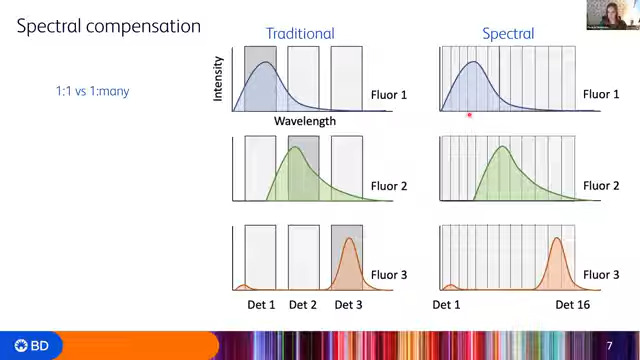 Spectral compensation
Traditional
Spectral
1:1 vs 1:many
Intensity
Fluor 1
Fluor 1
Wavelength
Fluor 2
Fluor 2
Fluor 3
Fluor 3
Det 1
Det 2
Det 3
Det 1
Det 16
BD
7